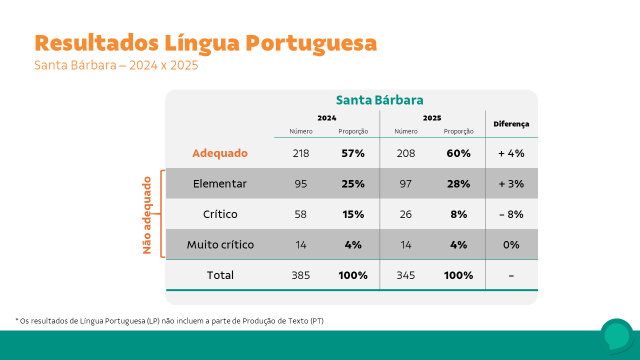 Resultados Língua Portuguesa
Santa Bárbara – 2024 x 2025
Santa Bárbara
2024 2025 Diferença
Número Proporção Número Proporção
Adequado 218 57% 208 60% + 4%
Não adequado
Elementar 95 25% 97 28% + 3%
Crítico 58 15% 26 8% – 8%
Muito crítico 14 4% 14 4% 0%
Total 385 100% 345 100% –
* Os resultados de Língua Portuguesa (LP) não incluem a parte de Produção de Texto (PT)